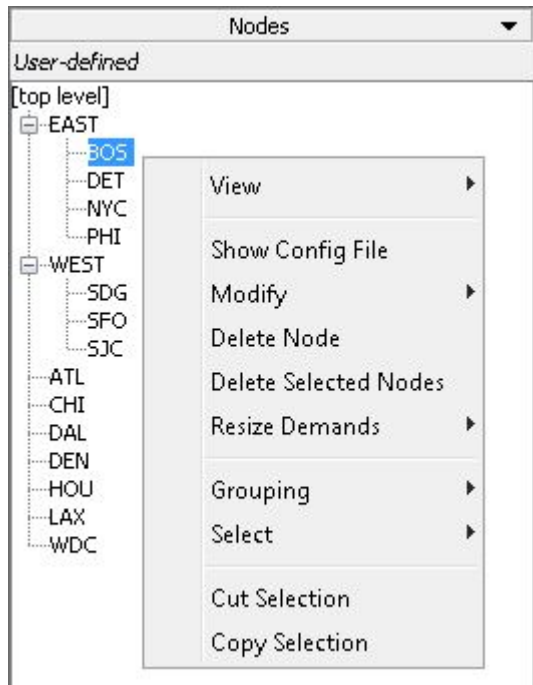 Nodes
User-defined
[top level]
EAST
BOS
DET
NYC
PHI
WEST
SDG
SFO
SJC
ATL
CHI
DAL
DEN
HOU
LAX
WDC
View
Show Config File
Modify
Delete Node
Delete Selected Nodes
Resize Demands
Grouping
Select
Cut Selection
Copy Selection